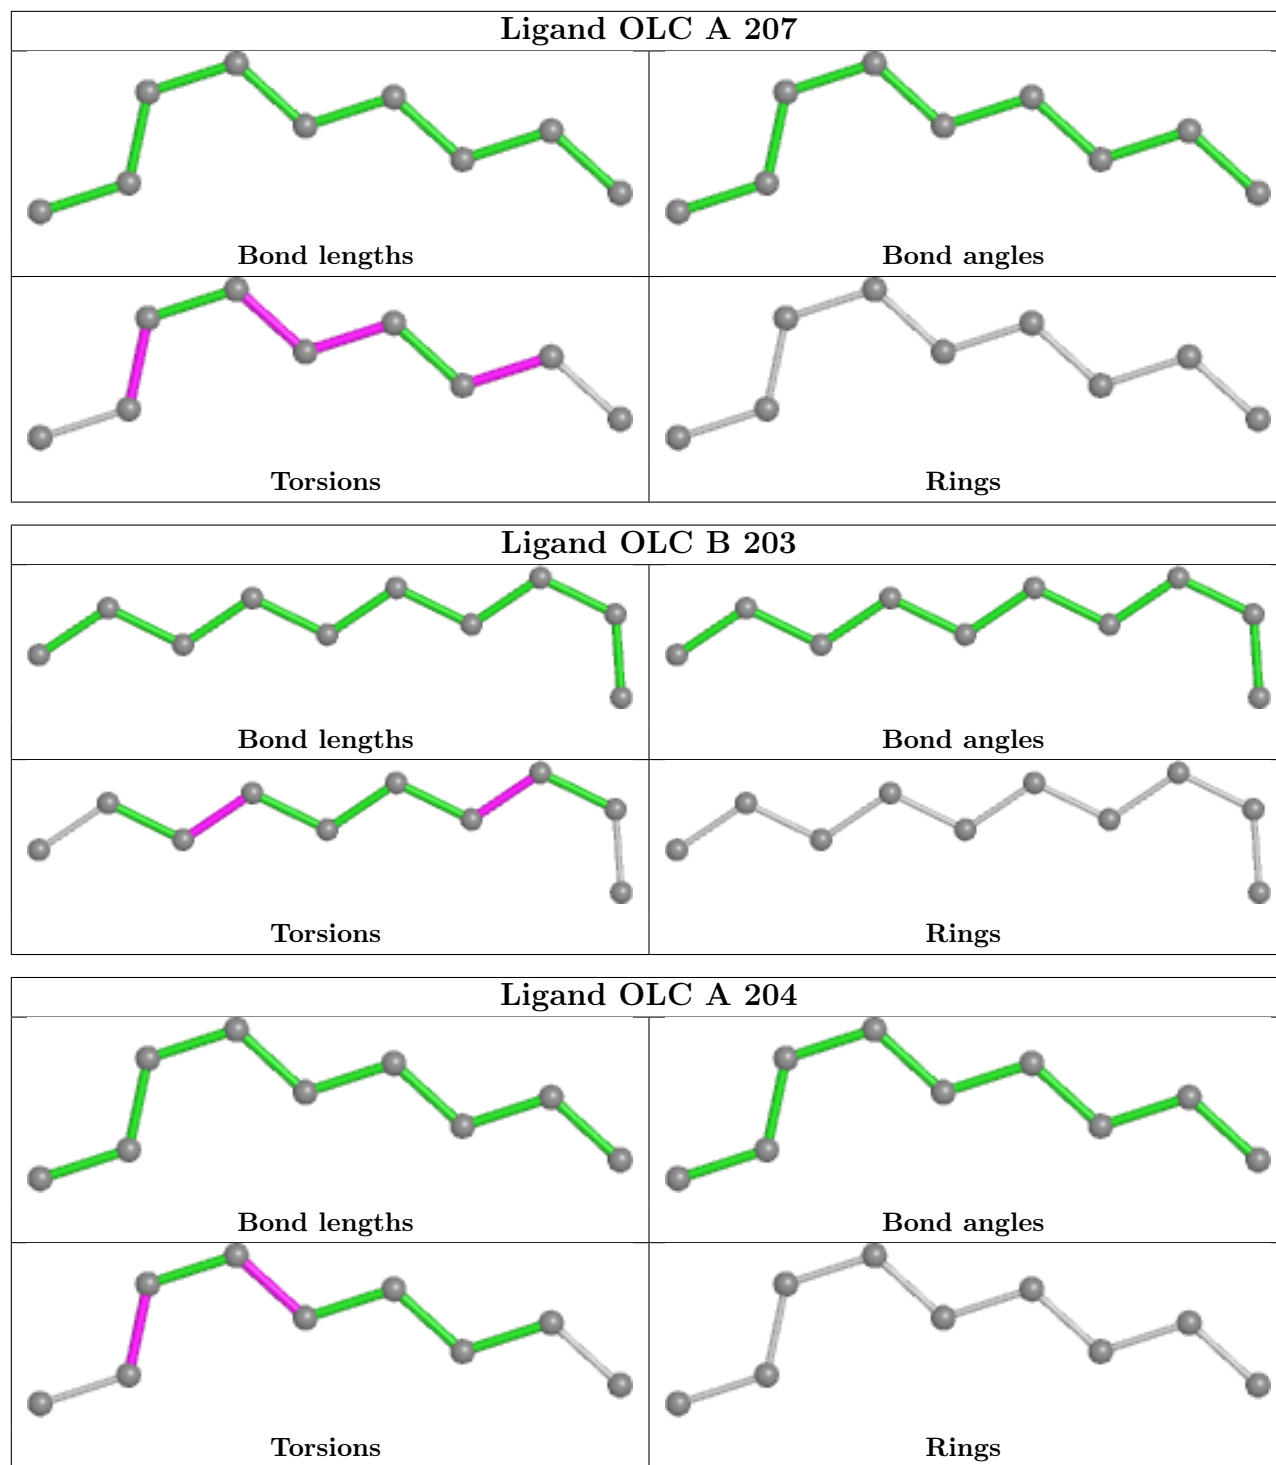 Ligand OLC A 207
Bond lengths
Bond angles
Torsions
Rings
Ligand OLC B 203
Bond lengths
Bond angles
Torsions
Rings
Ligand OLC A 204
Bond lengths
Bond angles
Torsions
Rings